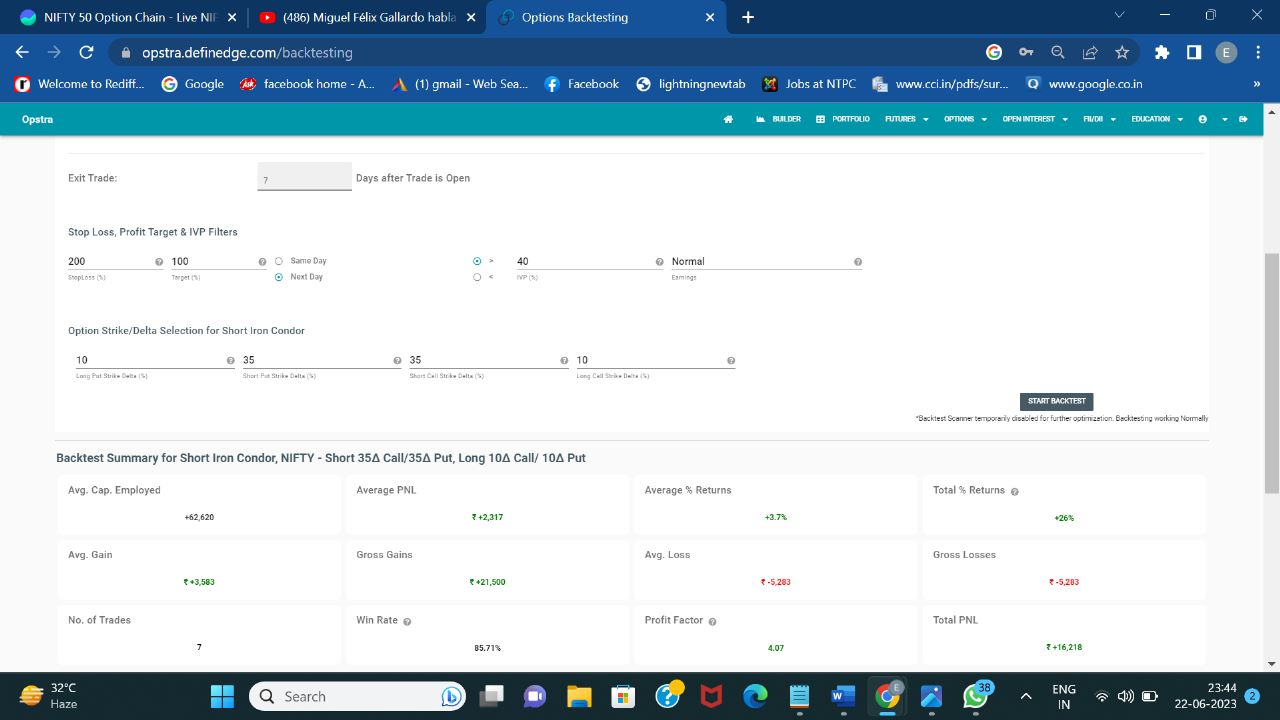 NIFTY 50 Option Chain - Live NIF
(486) Miguel Félix Gallardo habla
Options Backtesting
opstra.definedge.com/backtesting
E
Welcome to Rediff...
Google
facebook home - A...
(1) gmail - Web Sea...
Facebook
lightningnewtab
Jobs at NTPC
www.cci.in/pdfs/sur...
www.google.co.in
»
Opstra
BUILDER
PORTFOLIO
FUTURES
OPTIONS
OPEN INTEREST
FII/DII
EDUCATION
Exit Trade:
7
Days after Trade is Open
Stop Loss, Profit Target & IVP Filters
200
100
Same Day
>
40
Normal
StopLoss (%)
Target (%)
Next Day
<
IVP (%)
Earnings
Option Strike/Delta Selection for Short Iron Condor
10
35
35
10
Long Put Strike Delta (%)
Short Put Strike Delta (%)
Short Call Strike Delta (%)
Long Call Strike Delta (%)
START BACKTEST
*Backtest Scanner temporarily disabled for further optimization. Backtesting working Normally
Backtest Summary for Short Iron Condor, NIFTY - Short 35Δ Call/35Δ Put, Long 10Δ Call/ 10Δ Put
Avg. Cap. Employed
Average PNL
Average % Returns
Total % Returns
+62,620
₹ +2,317
+3.7%
+26%
Avg. Gain
Gross Gains
Avg. Loss
Gross Losses
₹ +3,583
₹ +21,500
₹ -5,283
₹ -5,283
No. of Trades
Win Rate
Profit Factor
Total PNL
7
85.71%
4.07
₹ +16,218
32°C
Haze
Search
38
ENG
IN
23:44
22-06-2023
2